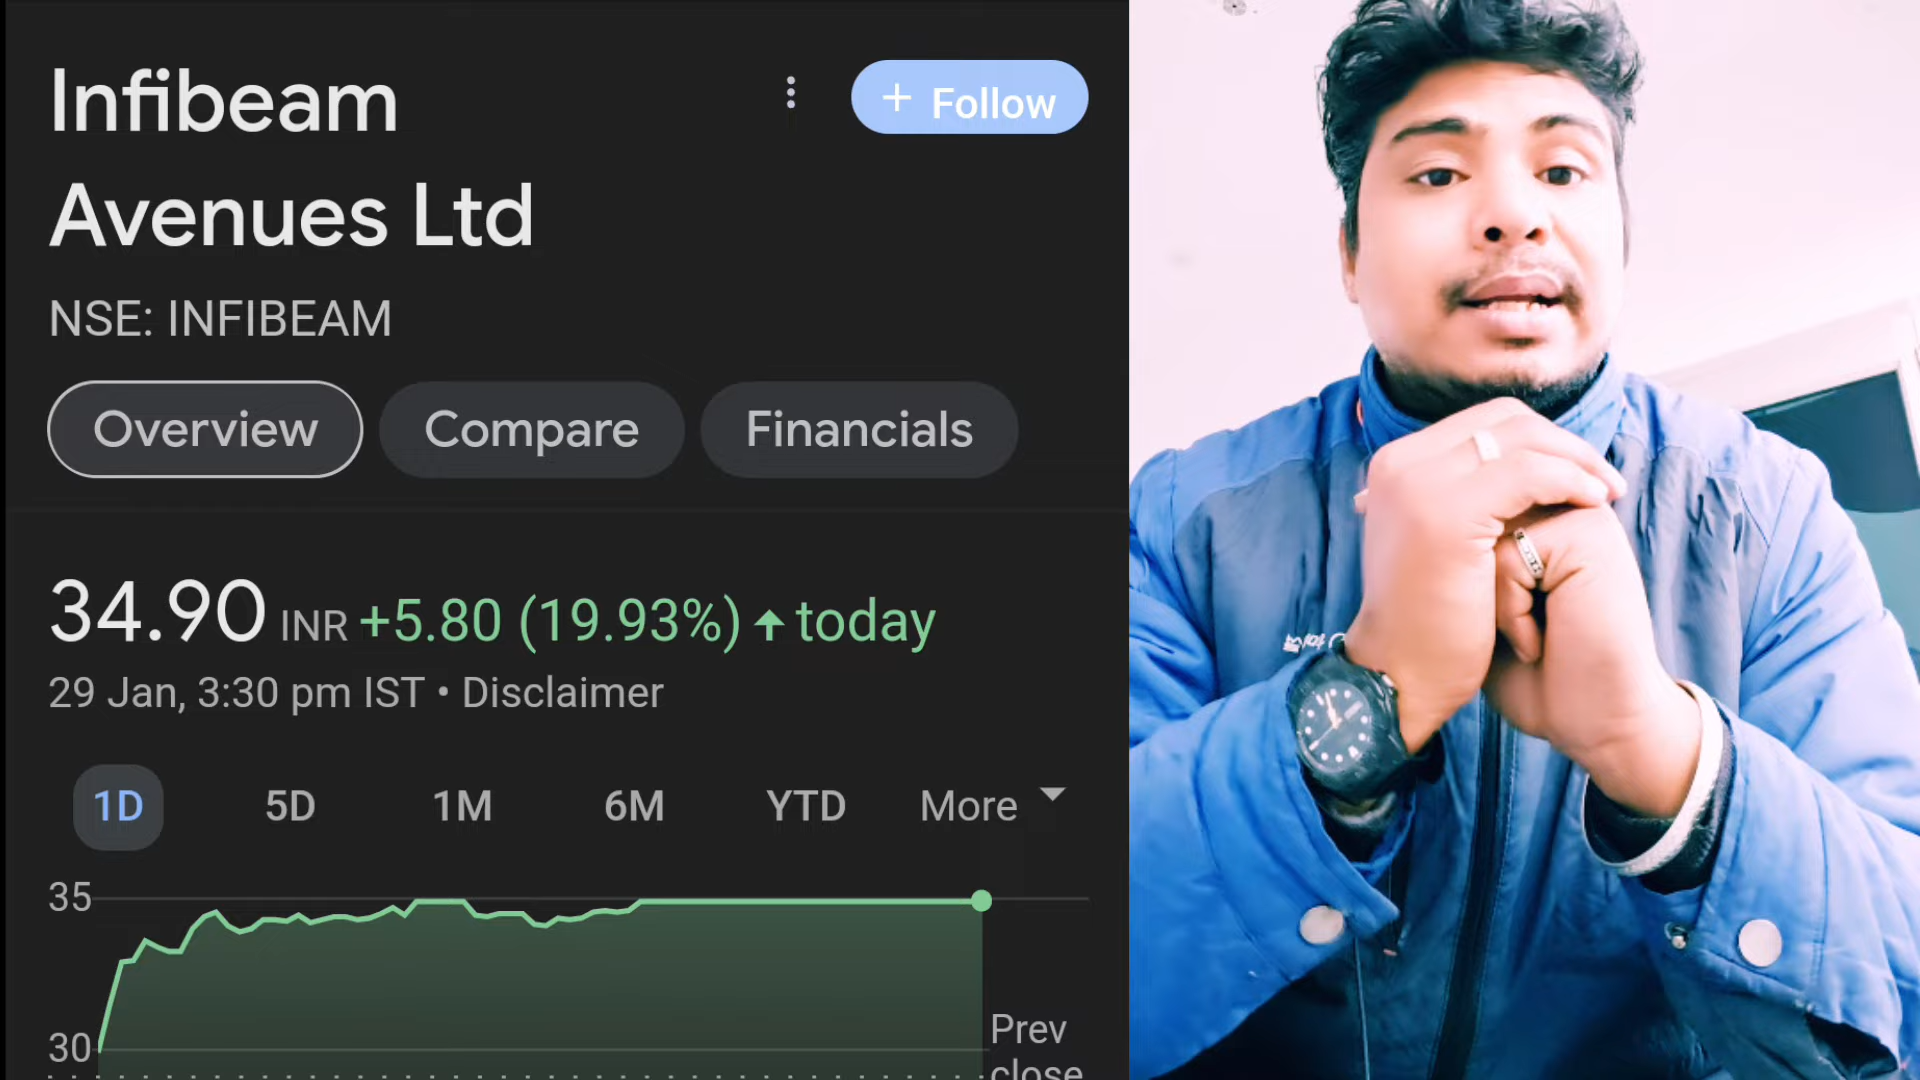 Infibeam
Avenues Ltd
+ Follow
NSE: INFIBEAM
Overview
Compare
Financials
34.90 INR +5.80 (19.93%) ↑ today
29 Jan, 3:30 pm IST • Disclaimer
1D 5D 1M 6M YTD More
35
30
Prev
close